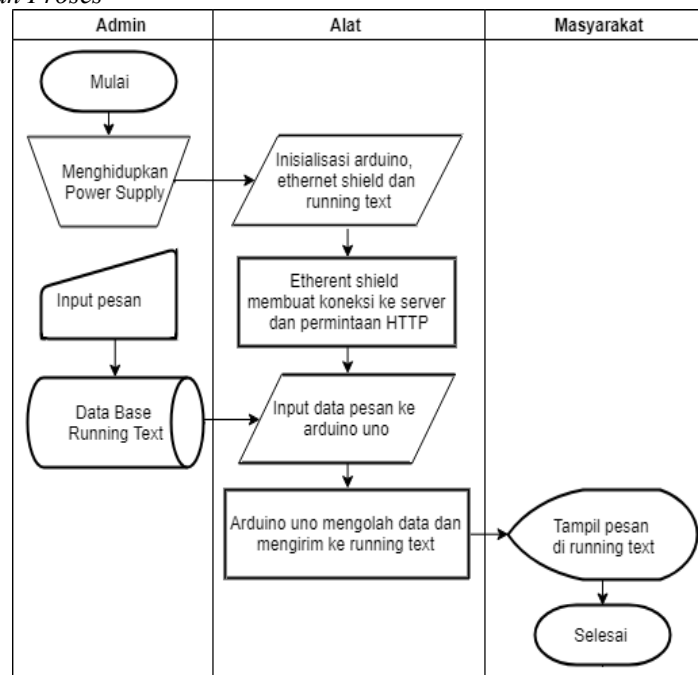 an Proses
Admin
Alat
Masyarakat
Mulai
Menghidupkan
Power Supply
Inisialisasi arduino,
ethernet shield dan
running text
Input pesan
Etherent shield
membuat koneksi ke server
dan permintaan HTTP
Data Base
Running Text
Input data pesan ke
arduino uno
Arduino uno mengolah data dan
mengirim ke running text
Tampil pesan
di running text
Selesai